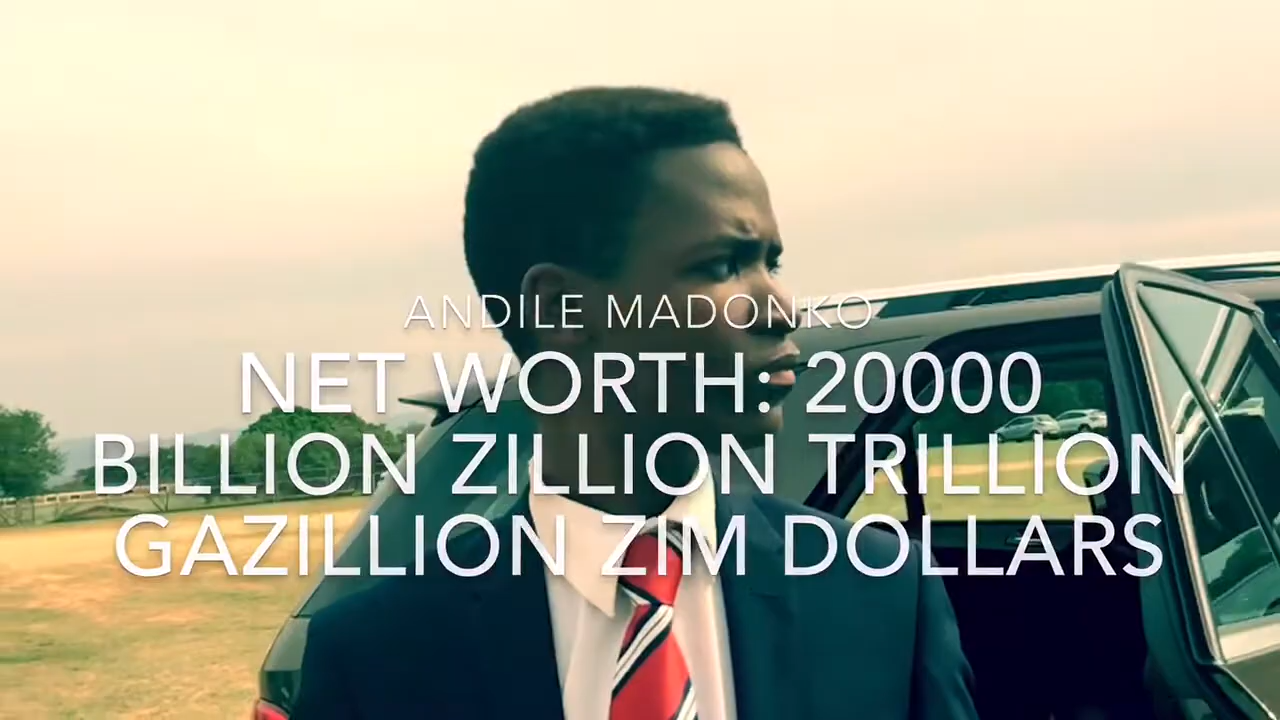 ANDILE MADONKO
NET WORTH: 20000
BILLION ZILLION TRILLION
GAZILLION ZIM DOLLARS